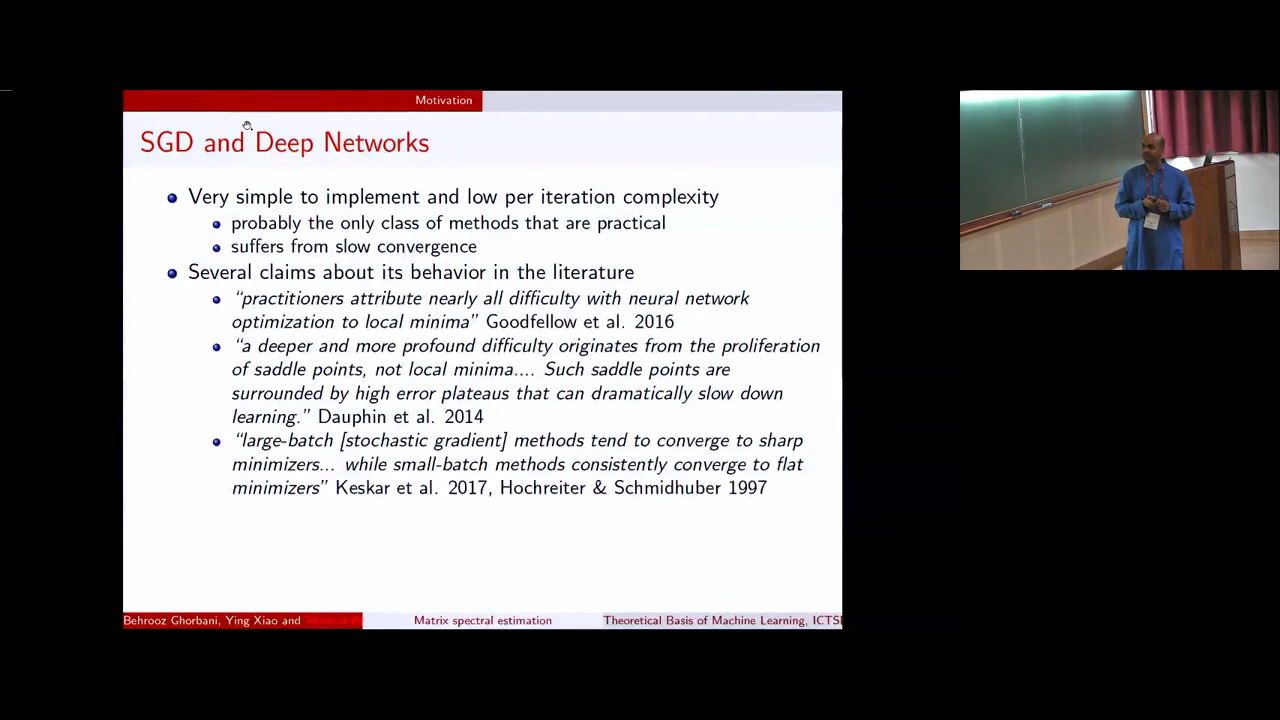 Motivation
SGD and Deep Networks
Very simple to implement and low per iteration complexity
probably the only class of methods that are practical
suffers from slow convergence
Several claims about its behavior in the literature
“practitioners attribute nearly all difficulty with neural network
optimization to local minima” Goodfellow et al. 2016
“a deeper and more profound difficulty originates from the proliferation
of saddle points, not local minima.... Such saddle points are
surrounded by high error plateaus that can dramatically slow down
learning.” Dauphin et al. 2014
“large-batch [stochastic gradient] methods tend to converge to sharp
minimizers... while small-batch methods consistently converge to flat
minimizers” Keskar et al. 2017, Hochreiter & Schmidhuber 1997
Behrooz Ghorbani, Ying Xiao and
Matrix spectral estimation
Theoretical Basis of Machine Learning, ICTS